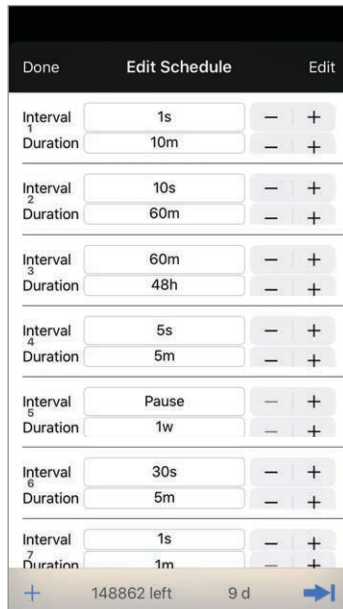 Done Edit Schedule Edit
Interval 1s − +
1
Duration 10m − +
Interval 10s − +
2
Duration 60m − +
Interval 60m − +
3
Duration 48h − +
Interval 5s − +
4
Duration 5m − +
Interval Pause − +
5
Duration 1w − +
Interval 30s − +
6
Duration 5m − +
Interval 1s − +
7
Duration 1m − +
+ 148862 left 9 d